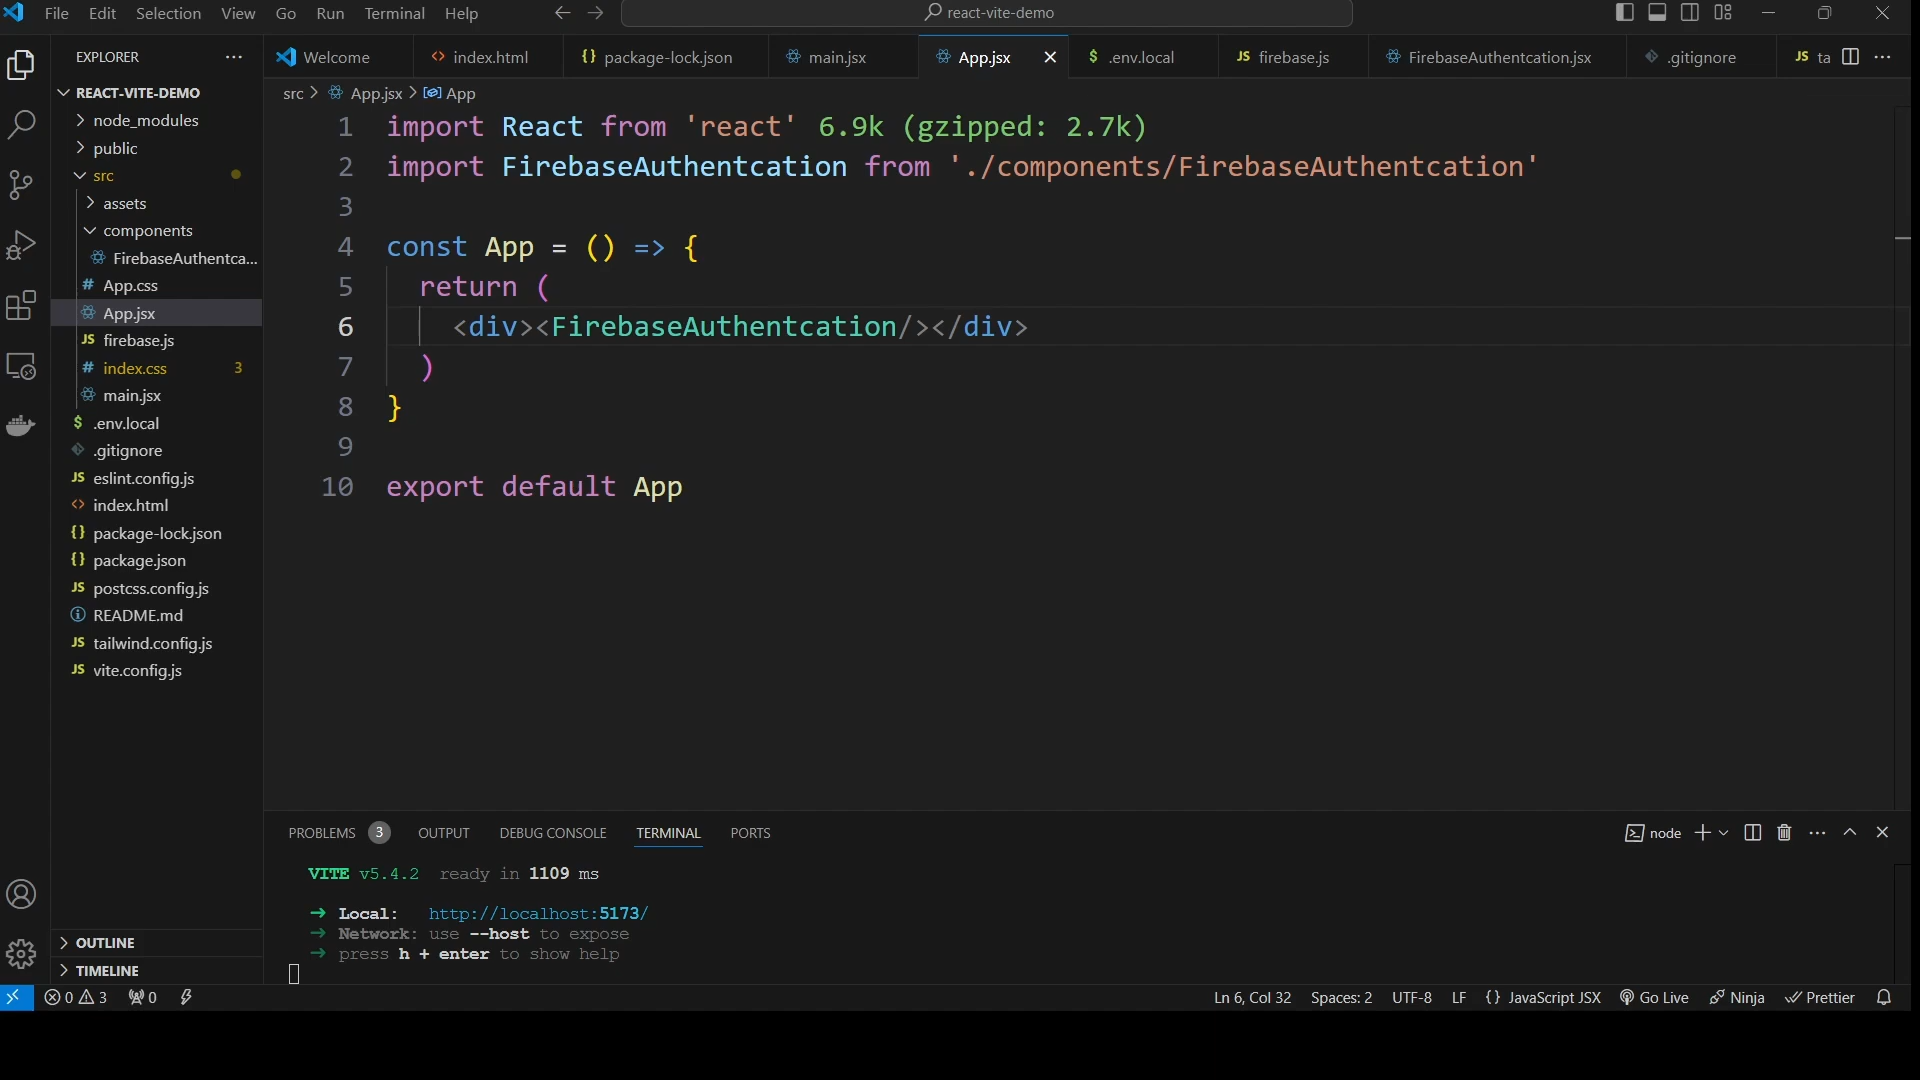 File Edit Selection View Go Run Terminal Help
react-vite-demo
EXPLORER
Welcome
index.html
package-lock.json
main.jsx
App.jsx
.env.local
firebase.js
FirebaseAuthentcation.jsx
.gitignore
JS ta
REACT-VITE-DEMO
node_modules
public
src
assets
components
FirebaseAuthentca...
# App.css
App.jsx
JS firebase.js
# index.css 3
main.jsx
$ .env.local
.gitignore
JS eslint.config.js
<> index.html
{} package-lock.json
{} package.json
JS postcss.config.js
README.md
JS tailwind.config.js
JS vite.config.js
OUTLINE
TIMELINE
src > App.jsx > App
1 import React from 'react' 6.9k (gzipped: 2.7k)
2 import FirebaseAuthentcation from './components/FirebaseAuthentcation'
3
4 const App = () => {
5 return (
6 <div><FirebaseAuthentcation/></div>
7 )
8 }
9
10 export default App
PROBLEMS 3 OUTPUT DEBUG CONSOLE TERMINAL PORTS
node
VITE v5.4.2 ready in 1109 ms
➜ Local: http://localhost:5173/
➜ Network: use --host to expose
➜ press h + enter to show help
0 3 0
Ln 6, Col 32 Spaces: 2 UTF-8 LF {} JavaScript JSX Go Live Ninja Prettier